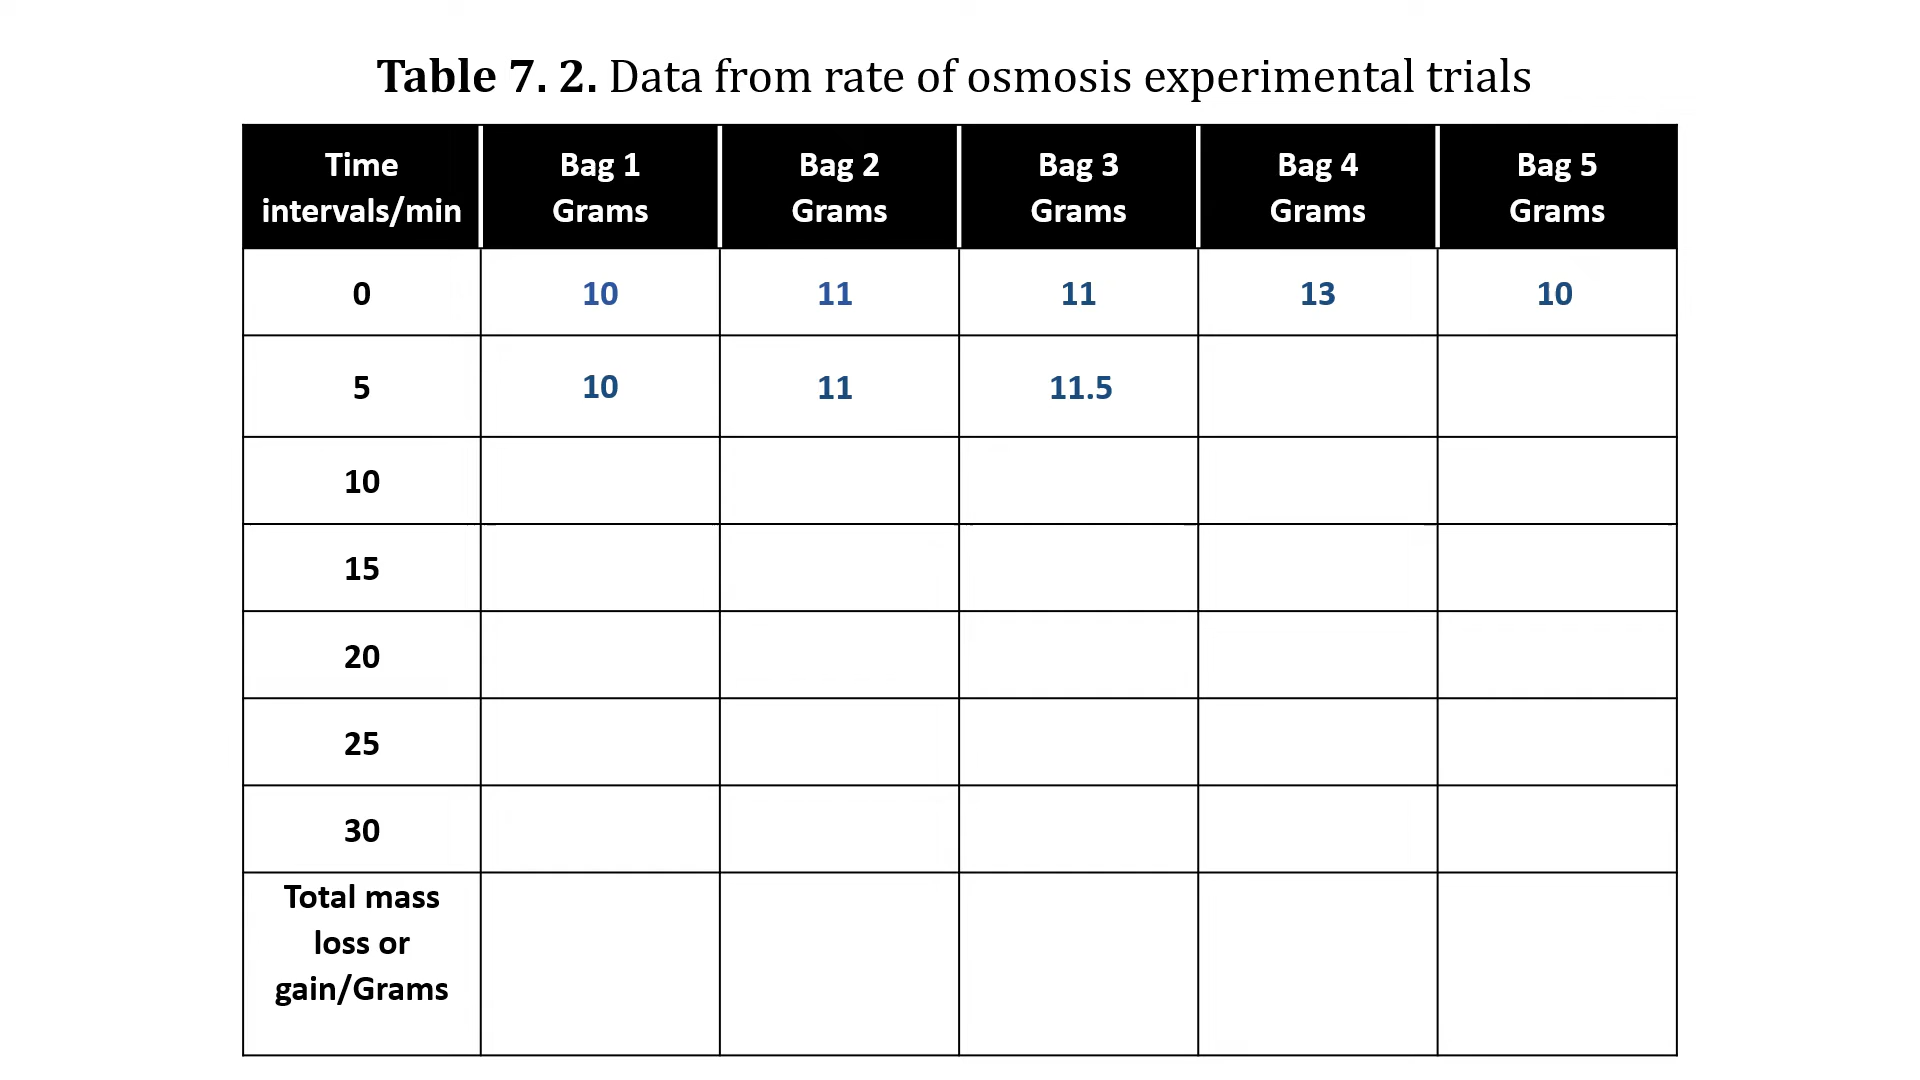 Table 7. 2. Data from rate of osmosis experimental trials
Time intervals/min Bag 1 Grams Bag 2 Grams Bag 3 Grams Bag 4 Grams Bag 5 Grams
0 10 11 11 13 10
5 10 11 11.5
10
15
20
25
30
Total mass
loss or
gain/Grams